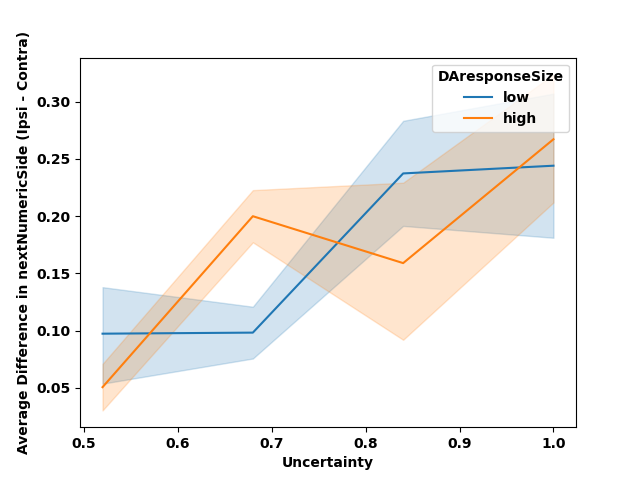 Average Difference in nextNumericSide (Ipsi - Contra)
0.30
0.25
0.20
0.15
0.10
0.05
DAresponseSize
low
high
0.5 0.6 0.7 0.8 0.9 1.0
Uncertainty